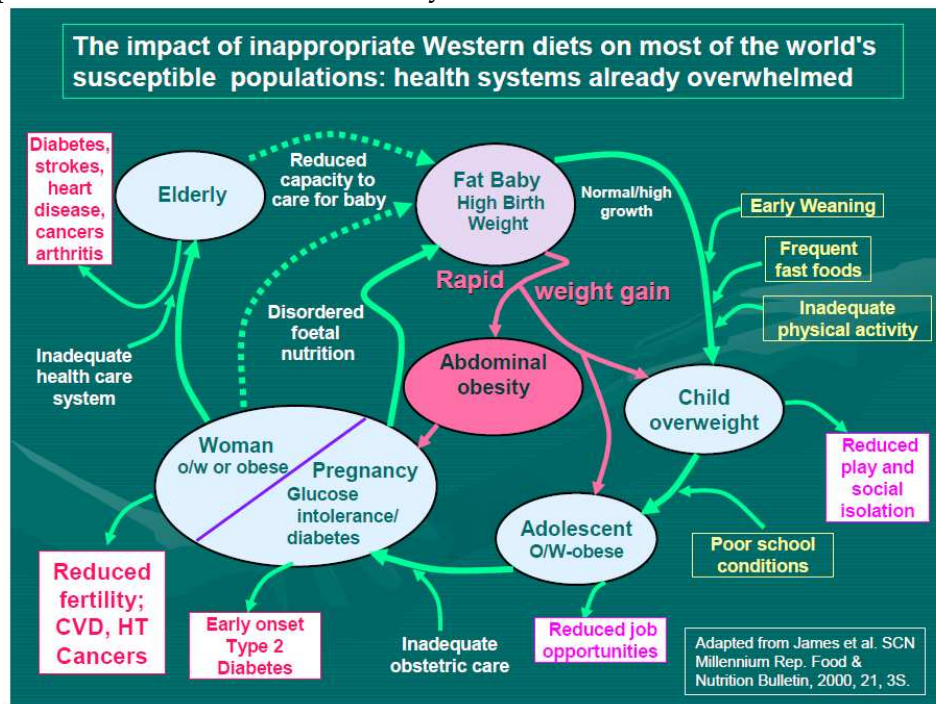 The impact of inappropriate Western diets on most of the world's
susceptible populations: health systems already overwhelmed
Diabetes,
strokes,
heart
disease,
cancers
arthritis
Elderly
Reduced
capacity to
care for baby
Fat Baby
High Birth
Weight
Normal/high
growth
Early Weaning
Frequent
fast foods
Inadequate
physical activity
Rapid
weight gain
Disordered
foetal
nutrition
Inadequate
health care
system
Abdominal
obesity
Child
overweight
Woman
o/w or obese
Pregnancy
Glucose
intolerance/
diabetes
Reduced
play and
social
isolation
Adolescent
O/W-obese
Poor school
conditions
Reduced
fertility;
CVD, HT
Cancers
Early onset
Type 2
Diabetes
Inadequate
obstetric care
Reduced job
opportunities
Adapted from James et al. SCN
Millennium Rep. Food &
Nutrition Bulletin, 2000, 21, 3S.